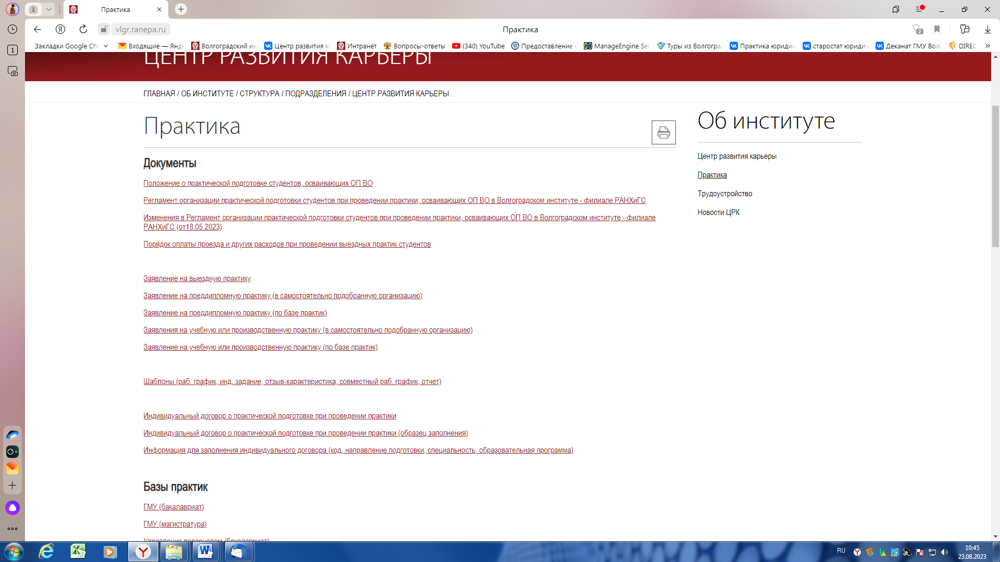 1
Практика
vlgr.ranepa.ru
Практика
2
1
Закладки Google Ch
Входящие — Янде
Волгоградский ин
Центр развития к
Интранет
Вопросы-ответы
(340) YouTube
Предоставление с
ManageEngine Ser
Туры из Волгоград
Практика юридич
старостат юридич
Деканат ГМУ Волг
DIREC
ЦЕНТР РАЗВИТИЯ КАРЬЕРЫ
ГЛАВНАЯ / ОБ ИНСТИТУТЕ / СТРУКТУРА / ПОДРАЗДЕЛЕНИЯ / ЦЕНТР РАЗВИТИЯ КАРЬЕРЫ
Практика
Документы
Положение о практической подготовке студентов, осваивающих ОП ВО
Регламент организации практической подготовки студентов при проведении практики, осваивающих ОП ВО в Волгоградском институте - филиале РАНХиГС
Изменения в Регламент организации практической подготовки студентов при проведении практики, осваивающих ОП ВО в Волгоградском институте - филиале
РАНХиГС (от18.05.2023)
Порядок оплаты проезда и других расходов при проведении выездных практик студентов
Заявление на выездную практику
Заявление на преддипломную практику (в самостоятельно подобранную организацию)
Заявление на преддипломную практику (по базе практик)
Заявления на учебную или производственную практику (в самостоятельно подобранную организацию)
Заявление на учебную или производственную практику (по базе практик)
Шаблоны (раб. график, инд. задание, отзыв-характеристика, совместный раб. график, отчет)
Индивидуальный договор о практической подготовке при проведении практики
Индивидуальный договор о практической подготовке при проведении практики (образец заполнения)
Информация для заполнения индивидуального договора (код, направление подготовки, специальность, образовательная программа)
Базы практик
ГМУ (бакалавриат)
ГМУ (магистратура)
Управление персоналом (бакалавриат)
Об институте
Центр развития карьеры
Практика
Трудоустройство
Новости ЦРК
RU
10:45
23.08.2023